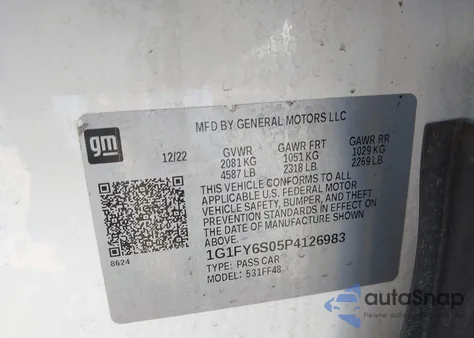 MFD BY GENERAL MOTORS LLC
gm
12/22 GVWR GAWR FRT GAWR RR
2081 KG 1051 KG 1029 KG
4587 LB 2318 LB 2269 LB
THIS VEHICLE CONFORMS TO ALL
APPLICABLE U.S. FEDERAL MOTOR
VEHICLE SAFETY, BUMPER, AND THEFT
PREVENTION STANDARDS IN EFFECT ON
THE DATE OF MANUFACTURE SHOWN
ABOVE.
1G1FY6S05P4126983
8624
TYPE: PASS CAR
MODEL: 531FF48
autoSnap
Pewne auto